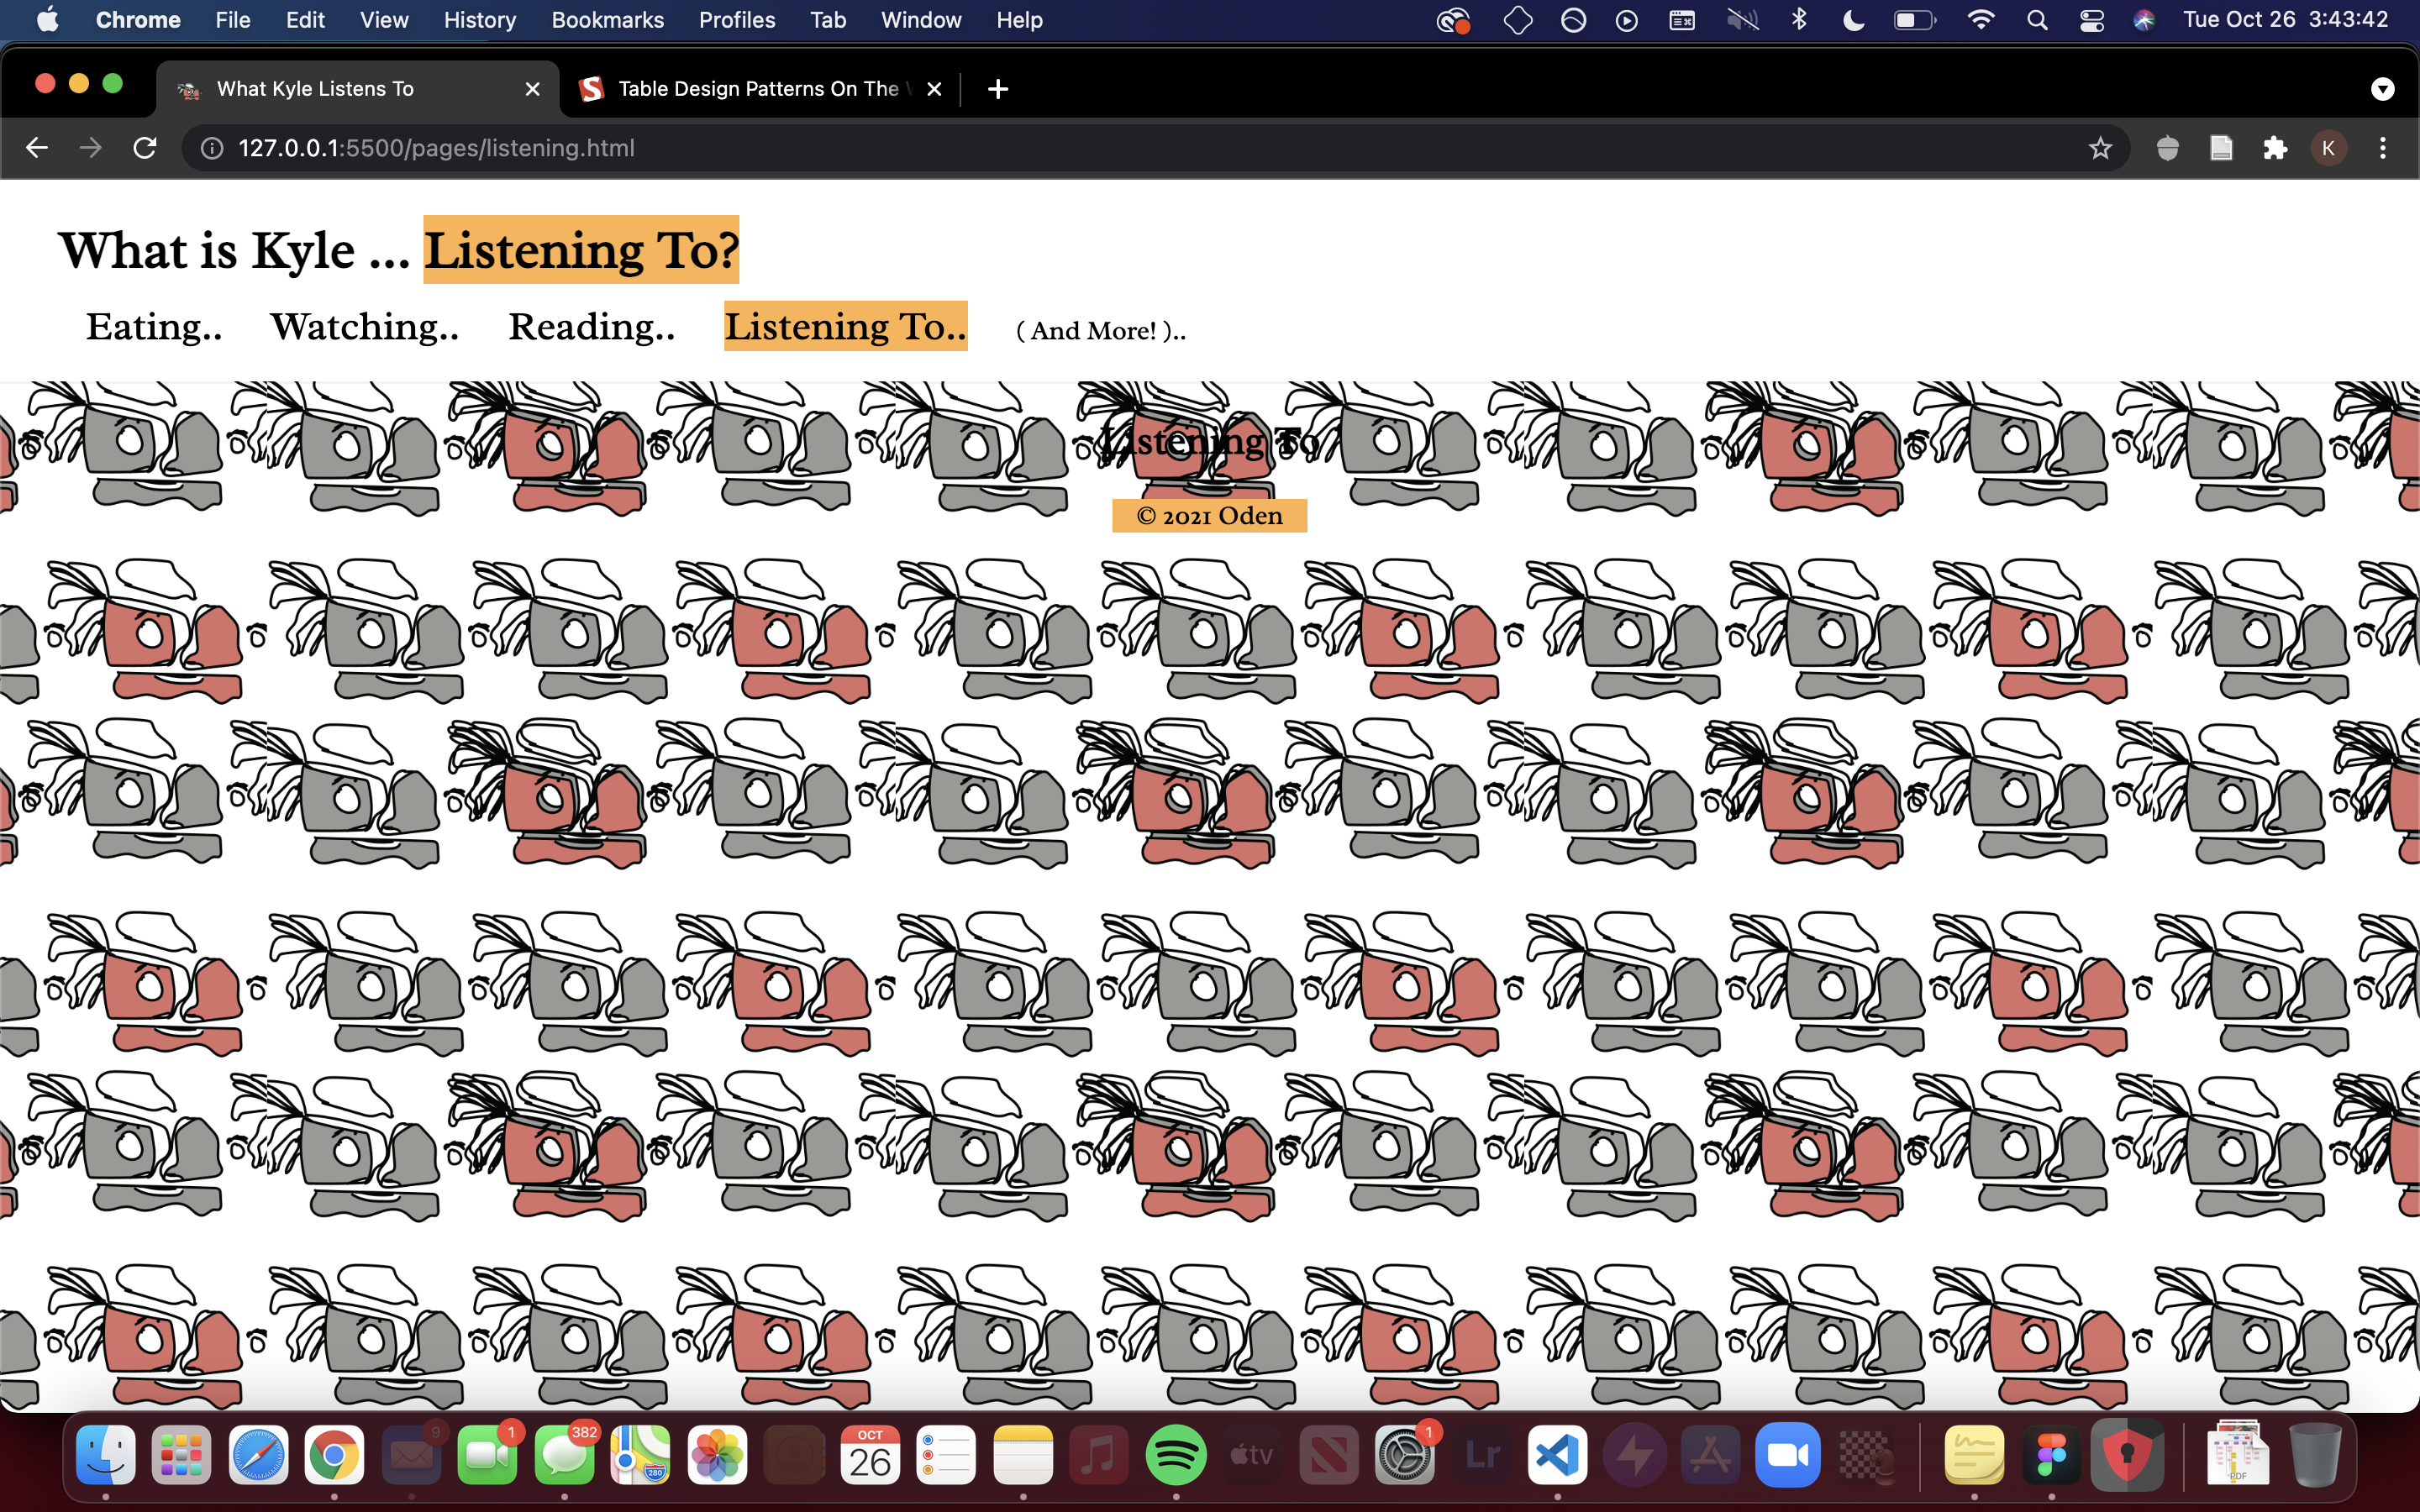 Chrome File Edit View History Bookmarks Profiles Tab Window Help Tue Oct 26 3:43:42
What Kyle Listens To Table Design Patterns On The
127.0.0.1:5500/pages/listening.html K
What is Kyle ... Listening To?
Eating.. Watching.. Reading.. Listening To.. ( And More! )..
Listening To
© 2021 Oden
9 1 382 OCT 26 280 tv 1 Lr PDF